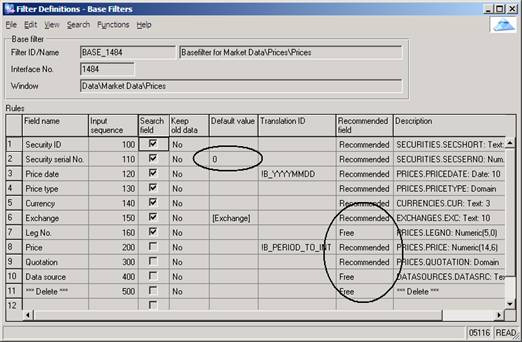 Filter Definitions - Base Filters
File Edit View Search Functions Help
Base filter
Filter ID/Name BASE_1484 Basefilter for Market Data\Prices\Prices
Interface No. 1484
Window Data\Market Data\Prices
Rules
Field name Input sequence Search field Keep old data Default value Translation ID Recommended field Description
1 Security ID 100 No Recommended SECURITIES.SECSHORT: Text:
2 Security serial No. 110 No 0 Recommended SECURITIES.SECSERNO: Num
3 Price date 120 No !B_YYYYMMDD Recommended PRICES.PRICEDATE: Date: 10
4 Price type 130 No Recommended PRICES.PRICETYPE: Domain
5 Currency 140 No Recommended CURRENCIES.CUR: Text: 3
6 Exchange 150 No [Exchange] Recommended EXCHANGES.EXC: Text: 10
7 Leg No. 160 No Free PRICES.LEGNO: Numeric(5,0)
8 Price 200 No !B_PERIOD_TO_INT Recommended PRICES.PRICE: Numeric(14,6)
9 Quotation 300 No Recommended PRICES.QUOTATION: Domain
10 Data source 400 No Free DATASOURCES.DATASRC: Te
11 *** Delete *** 500 No Free *** Delete ***
12
05116 READ